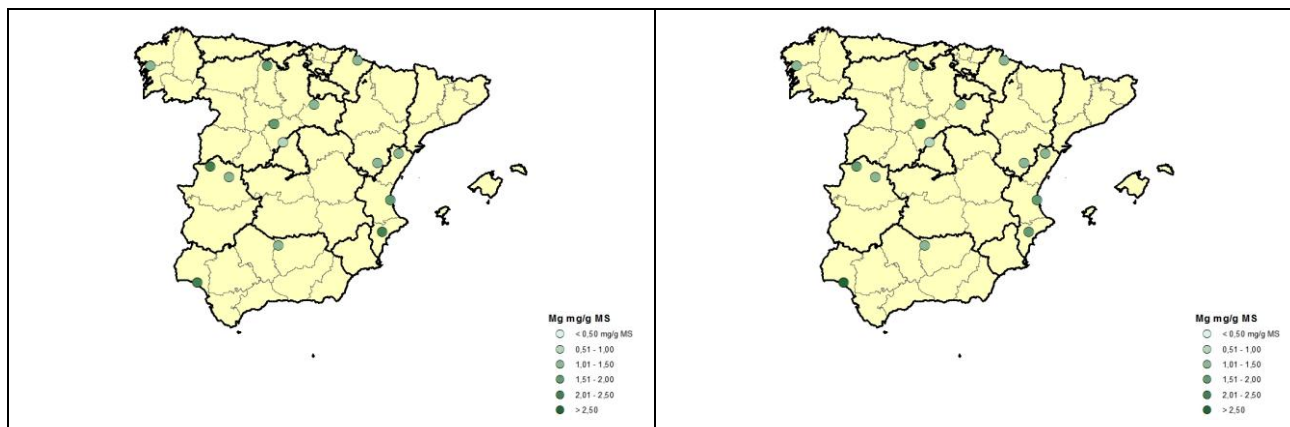 Mg mg/g MS
< 0,50 mg/g MS
0,51 - 1,00
1,01 - 1,50
1,51 - 2,00
2,01 - 2,50
> 2,50
Mg mg/g MS
< 0,50 mg/g MS
0,51 - 1,00
1,01 - 1,50
1,51 - 2,00
2,01 - 2,50
> 2,50